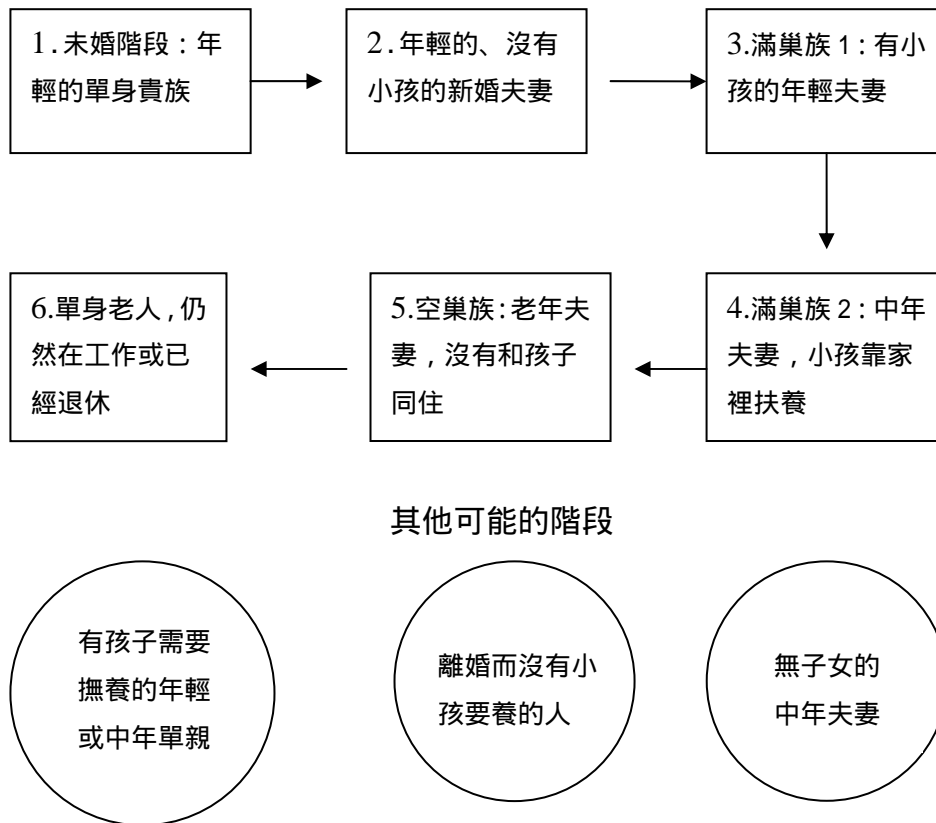 1.未婚階段：年
輕的單身貴族
2.年輕的、沒有
小孩的新婚夫妻
3.滿巢族 1：有小
孩的年輕夫妻
6.單身老人，仍
然在工作或已
經退休
5.空巢族：老年夫
妻，沒有和孩子
同住
4.滿巢族 2：中年
夫妻，小孩靠家
裡扶養
其他可能的階段
有孩子需要
撫養的年輕
或中年單親
離婚而沒有小
孩要養的人
無子女的
中年夫妻